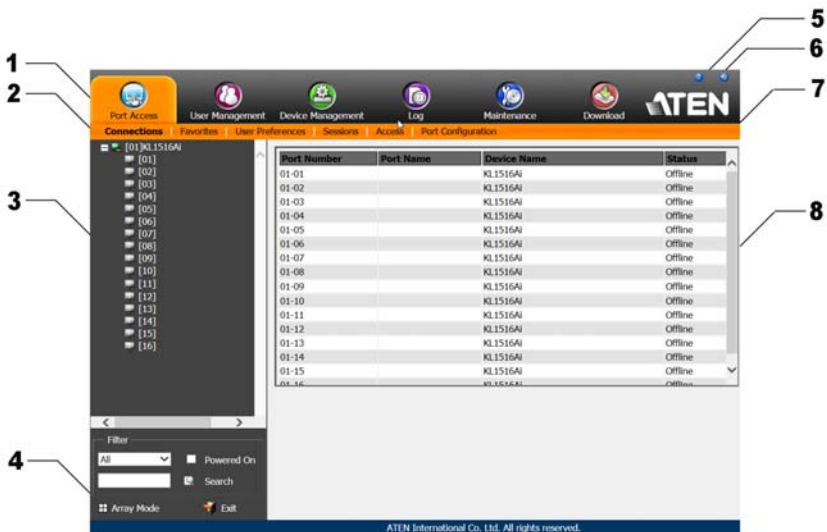 5
6
1
2
7
3
8
4
Port Access User Management Device Management Log Maintenance Download ATEN
Connections | Favorites | User Preferences | Sessions | Access | Port Configuration
[01]KL1516Ai
[01]
[02]
[03]
[04]
[05]
[06]
[07]
[08]
[09]
[10]
[11]
[12]
[13]
[14]
[15]
[16]
Port Number Port Name Device Name Status
01-01 KL1516Ai Offline
01-02 KL1516Ai Offline
01-03 KL1516Ai Offline
01-04 KL1516Ai Offline
01-05 KL1516Ai Offline
01-06 KL1516Ai Offline
01-07 KL1516Ai Offline
01-08 KL1516Ai Offline
01-09 KL1516Ai Offline
01-10 KL1516Ai Offline
01-11 KL1516Ai Offline
01-12 KL1516Ai Offline
01-13 KL1516Ai Offline
01-14 KL1516Ai Offline
01-15 KL1516Ai Offline
01-16 KL1516Ai Offline
Filter
All Powered On
Search
Array Mode Exit
ATEN International Co. Ltd. All rights reserved.